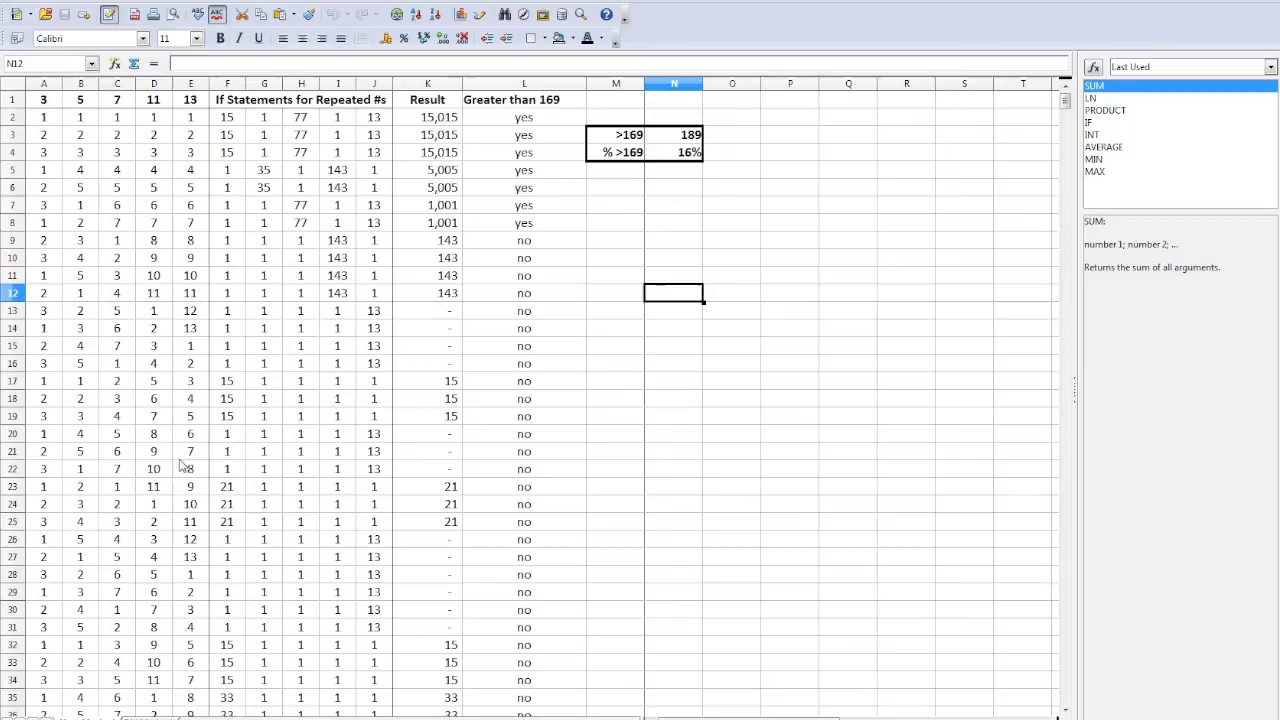 Calibri 11
N12
A B C D E F G H I J K L M N O P Q R S T
1 3 5 7 11 13 If Statements for Repeated #s Result Greater than 169
2 1 1 1 1 1 15 1 77 1 13 15,015 yes
3 2 2 2 2 2 15 1 77 1 13 15,015 yes >169 189
4 3 3 3 3 3 15 1 77 1 13 15,015 yes % >169 16%
5 1 4 4 4 4 1 35 1 143 1 5,005 yes
6 2 5 5 5 5 1 35 1 143 1 5,005 yes
7 3 1 6 6 6 1 1 77 1 13 1,001 yes
8 1 2 7 7 7 1 1 77 1 13 1,001 yes
9 2 3 1 8 8 1 1 1 143 1 143 no
10 3 4 2 9 9 1 1 1 143 1 143 no
11 1 5 3 10 10 1 1 1 143 1 143 no
12 2 1 4 11 11 1 1 1 143 1 143 no
13 3 2 5 1 12 1 1 1 1 13 - no
14 1 3 6 2 13 1 1 1 1 13 - no
15 2 4 7 3 1 1 1 1 1 13 - no
16 3 5 1 4 2 1 1 1 1 13 - no
17 1 1 2 5 3 15 1 1 1 1 15 no
18 2 2 3 6 4 15 1 1 1 1 15 no
19 3 3 4 7 5 15 1 1 1 1 15 no
20 1 4 5 8 6 1 1 1 1 13 - no
21 2 5 6 9 7 1 1 1 1 13 - no
22 3 1 7 10 8 1 1 1 1 13 - no
23 1 2 1 11 9 21 1 1 1 1 21 no
24 2 3 2 1 10 21 1 1 1 1 21 no
25 3 4 3 2 11 21 1 1 1 1 21 no
26 1 5 4 3 12 1 1 1 1 13 - no
27 2 1 5 4 13 1 1 1 1 13 - no
28 3 2 6 5 1 1 1 1 1 13 - no
29 1 3 7 6 2 1 1 1 1 13 - no
30 2 4 1 7 3 1 1 1 1 13 - no
31 3 5 2 8 4 1 1 1 1 13 - no
32 1 1 3 9 5 15 1 1 1 1 15 no
33 2 2 4 10 6 15 1 1 1 1 15 no
34 3 3 5 11 7 15 1 1 1 1 15 no
35 1 4 6 1 8 33 1 1 1 1 33 no
36 2 5 7 2 9 33 1 1 1 1 33 no
Last Used
SUM
LN
PRODUCT
IF
INT
AVERAGE
MIN
MAX
SUM:
number 1; number 2; ...
Returns the sum of all arguments.